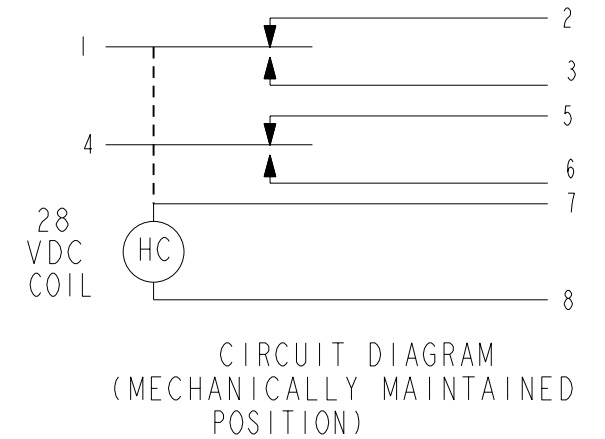 2
1
3
5
4
6
7
28
VDC
COIL
HC
8
CIRCUIT DIAGRAM
(MECHANICALLY MAINTAINED
POSITION)